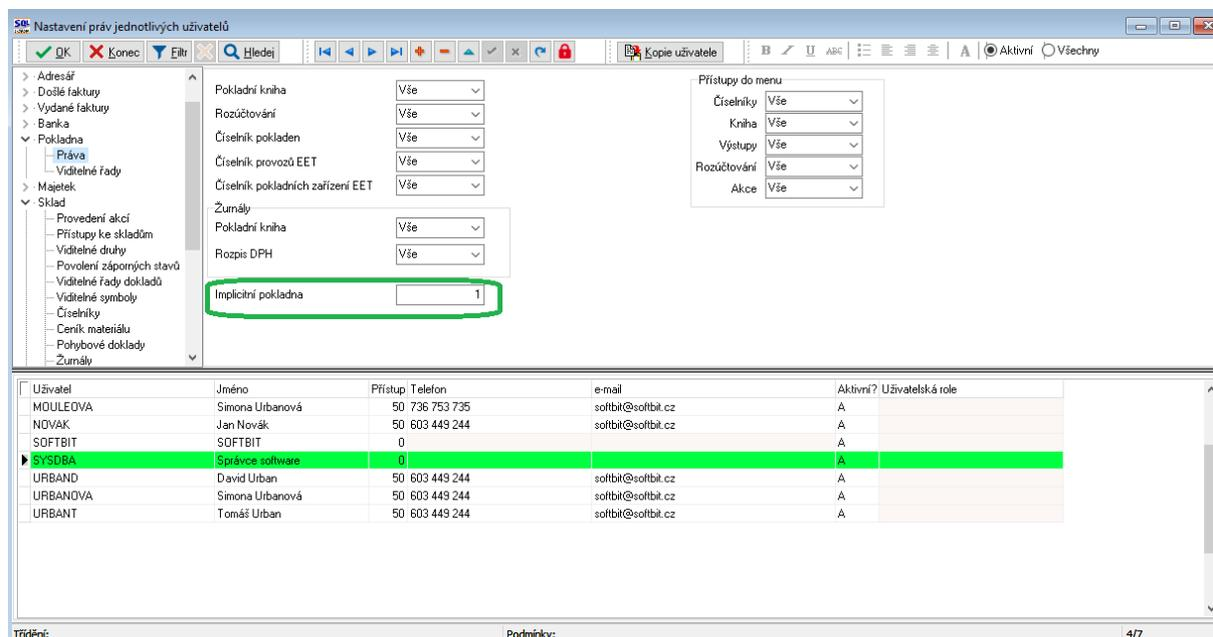 SQL Nastavení práv jednotlivých uživatelů
OK Konec Filtr Hledej Kopie uživatele B I U ABC A Aktivní Všechny
Adresář
Došlé faktury
Vydané faktury
Banka
Pokladna
Práva
Viditelné řady
Majetek
Sklad
Provedení akcí
Přístupy ke skladům
Viditelné druhy
Povolení záporných stavů
Viditelné řady dokladů
Viditelné symboly
Číselníky
Ceník materiálu
Pohybové doklady
Žurnály
Pokladní kniha Vše
Rozúčtování Vše
Číselník pokladen Vše
Číselník provozů EET Vše
Číselník pokladních zařízení EET Vše
Žurnály
Pokladní kniha Vše
Rozpis DPH Vše
Implicitní pokladna 1
Přístupy do menu
Číselníky Vše
Kniha Vše
Výstupy Vše
Rozúčtování Vše
Akce Vše
Uživatel Jméno Přístup Telefon e-mail Aktivní? Uživatelská role
MOULEOVA Simona Urbanová 50 736 753 735 softbit@softbit.cz A
NOVAK Jan Novák 50 603 449 244 softbit@softbit.cz A
SOFTBIT SOFTBIT 0 A
SYSDBA Správce software 0 A
URBAND David Urban 50 603 449 244 softbit@softbit.cz A
URBANOVA Simona Urbanová 50 603 449 244 softbit@softbit.cz A
URBANT Tomáš Urban 50 603 449 244 softbit@softbit.cz A
Třídění: Podmínky: 4/7